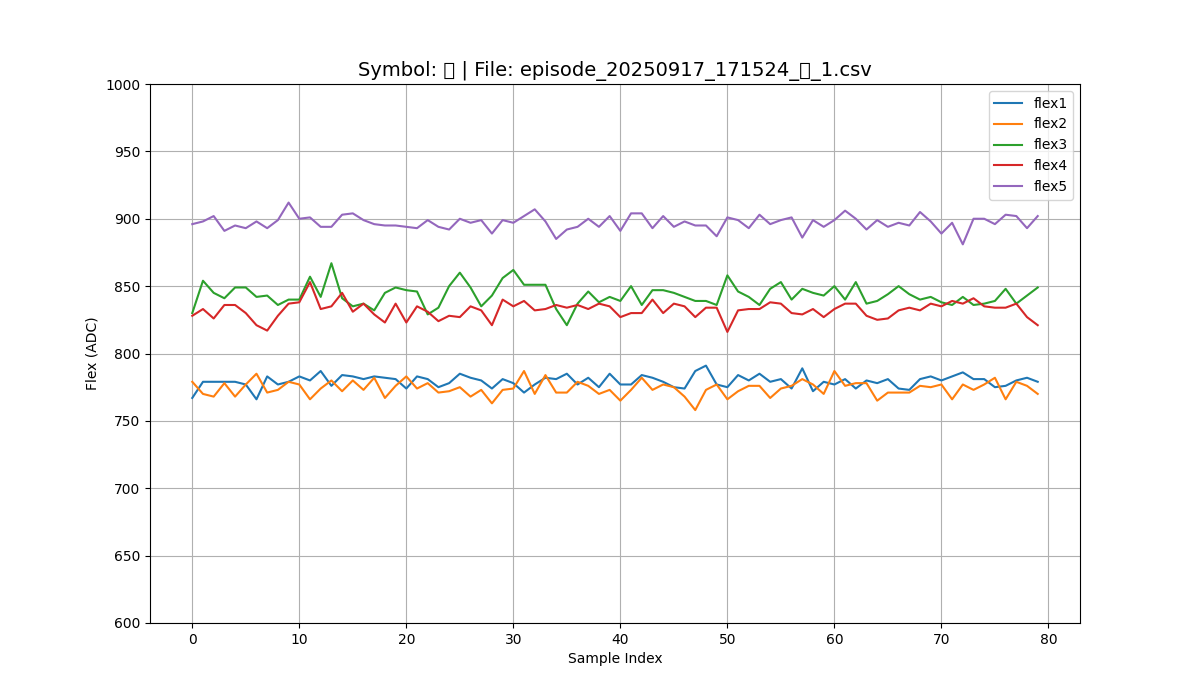 Symbol: | File: episode_20250917_171524_ _1.csv
1000
950
900
850
800
750
700
650
600
Flex (ADC)
0 10 20 30 40 50 60 70 80
Sample Index
flex1
flex2
flex3
flex4
flex5